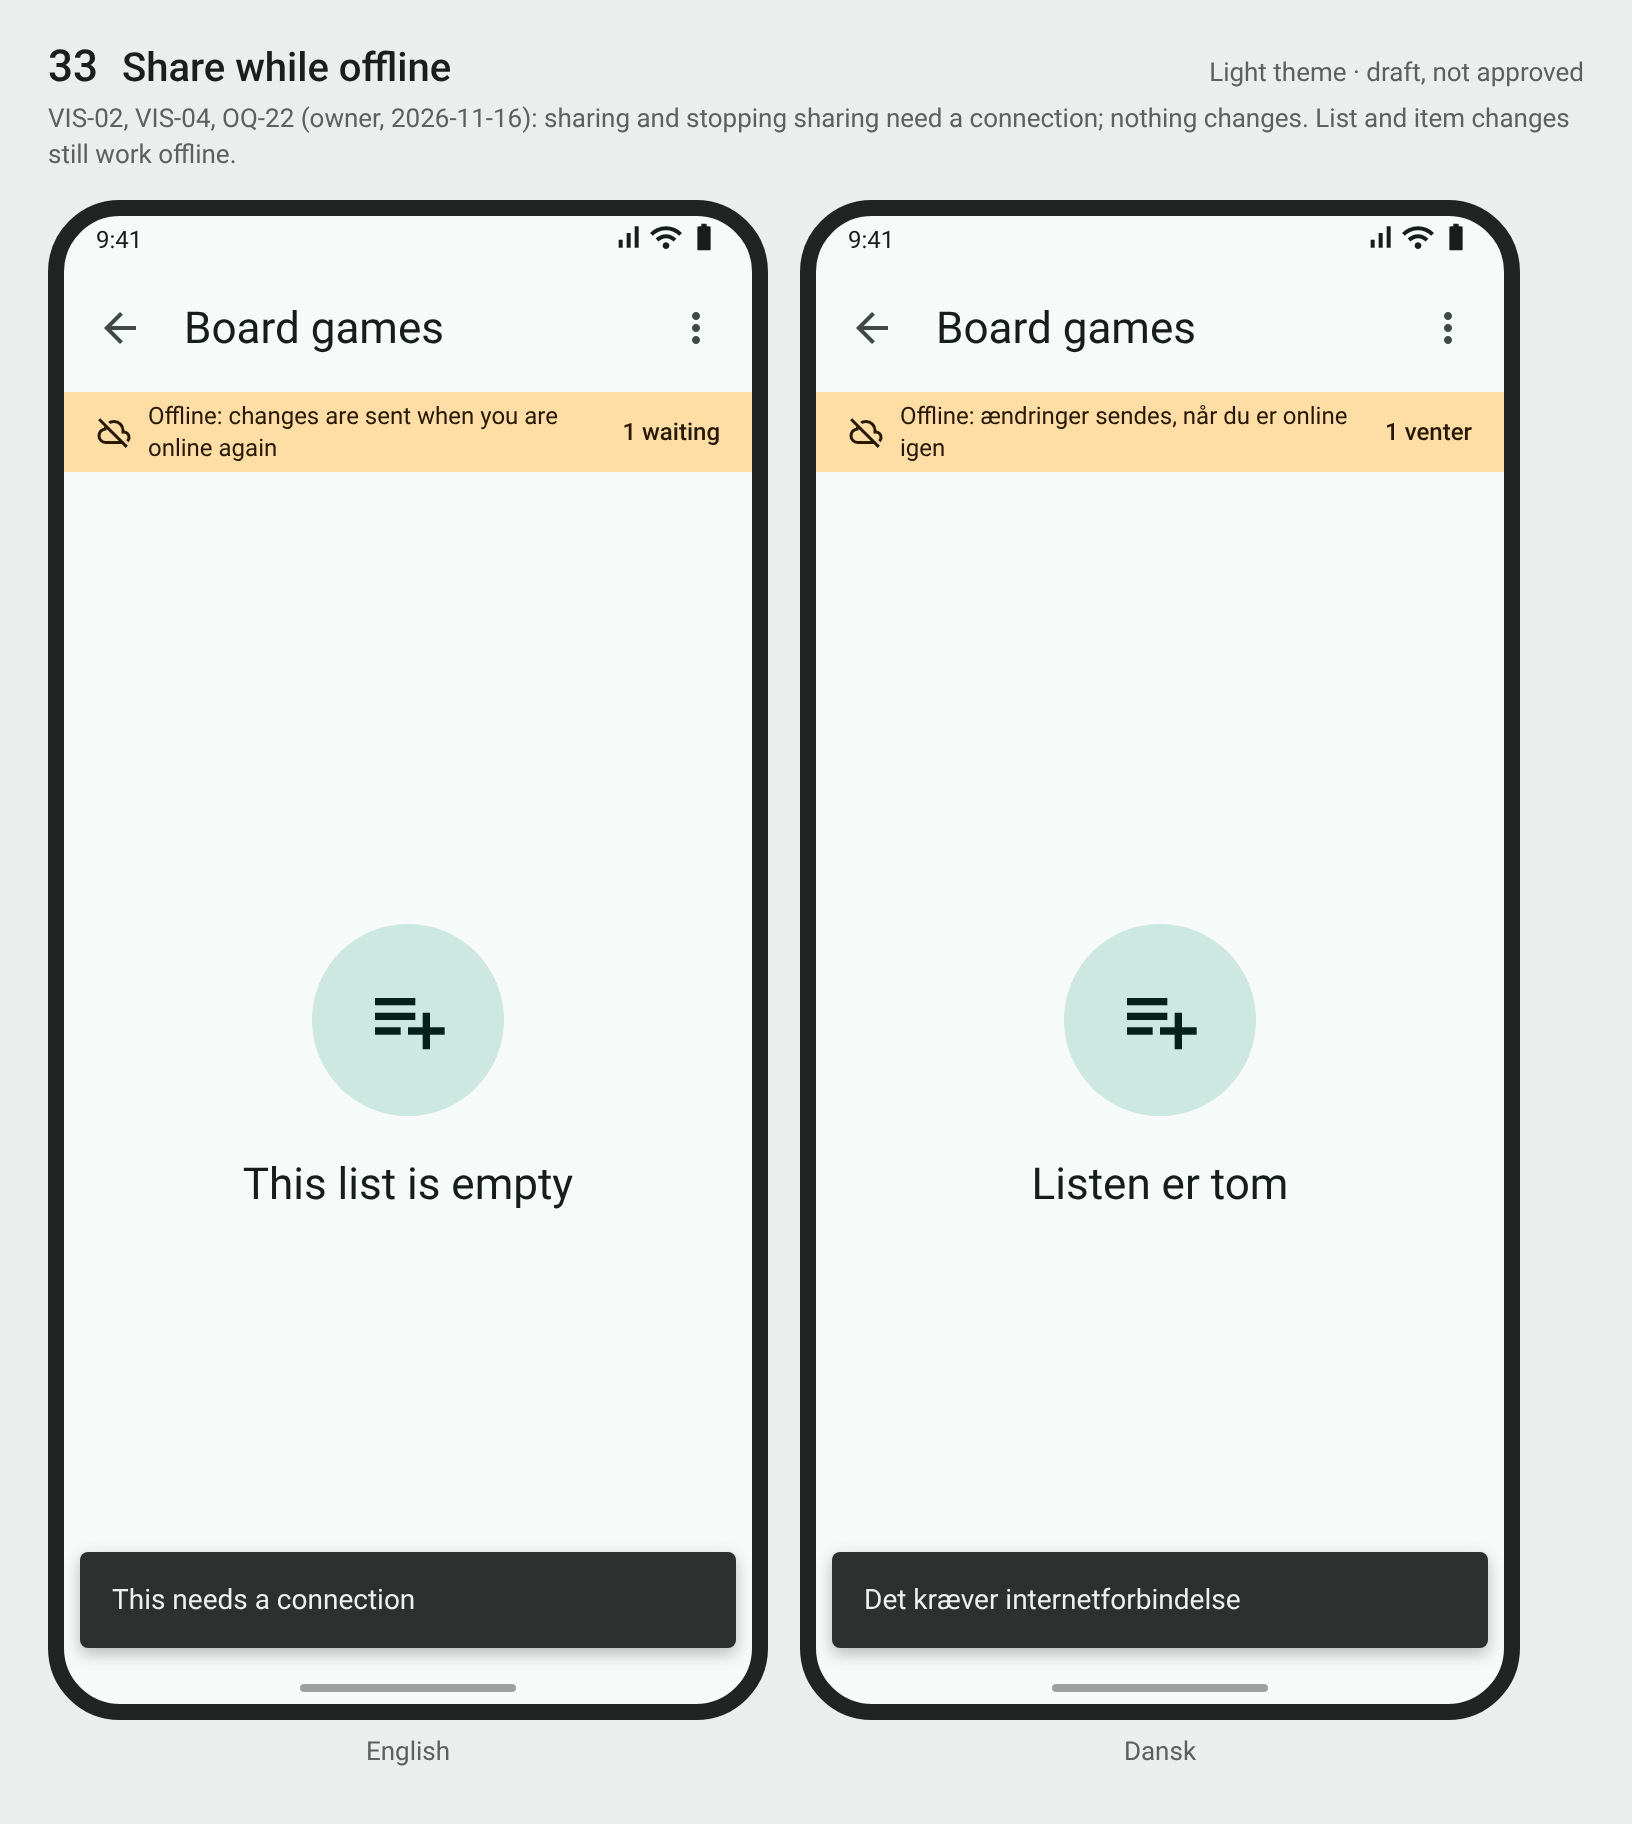 33 Share while offline
Light theme · draft, not approved
VIS-02, VIS-04, OQ-22 (owner, 2026-11-16): sharing and stopping sharing need a connection; nothing changes. List and item changes
still work offline.
9:41
Board games
Offline: changes are sent when you are
online again
1 waiting
This list is empty
This needs a connection
English
9:41
Board games
Offline: ændringer sendes, når du er online
igen
1 venter
Listen er tom
Det kræver internetforbindelse
Dansk